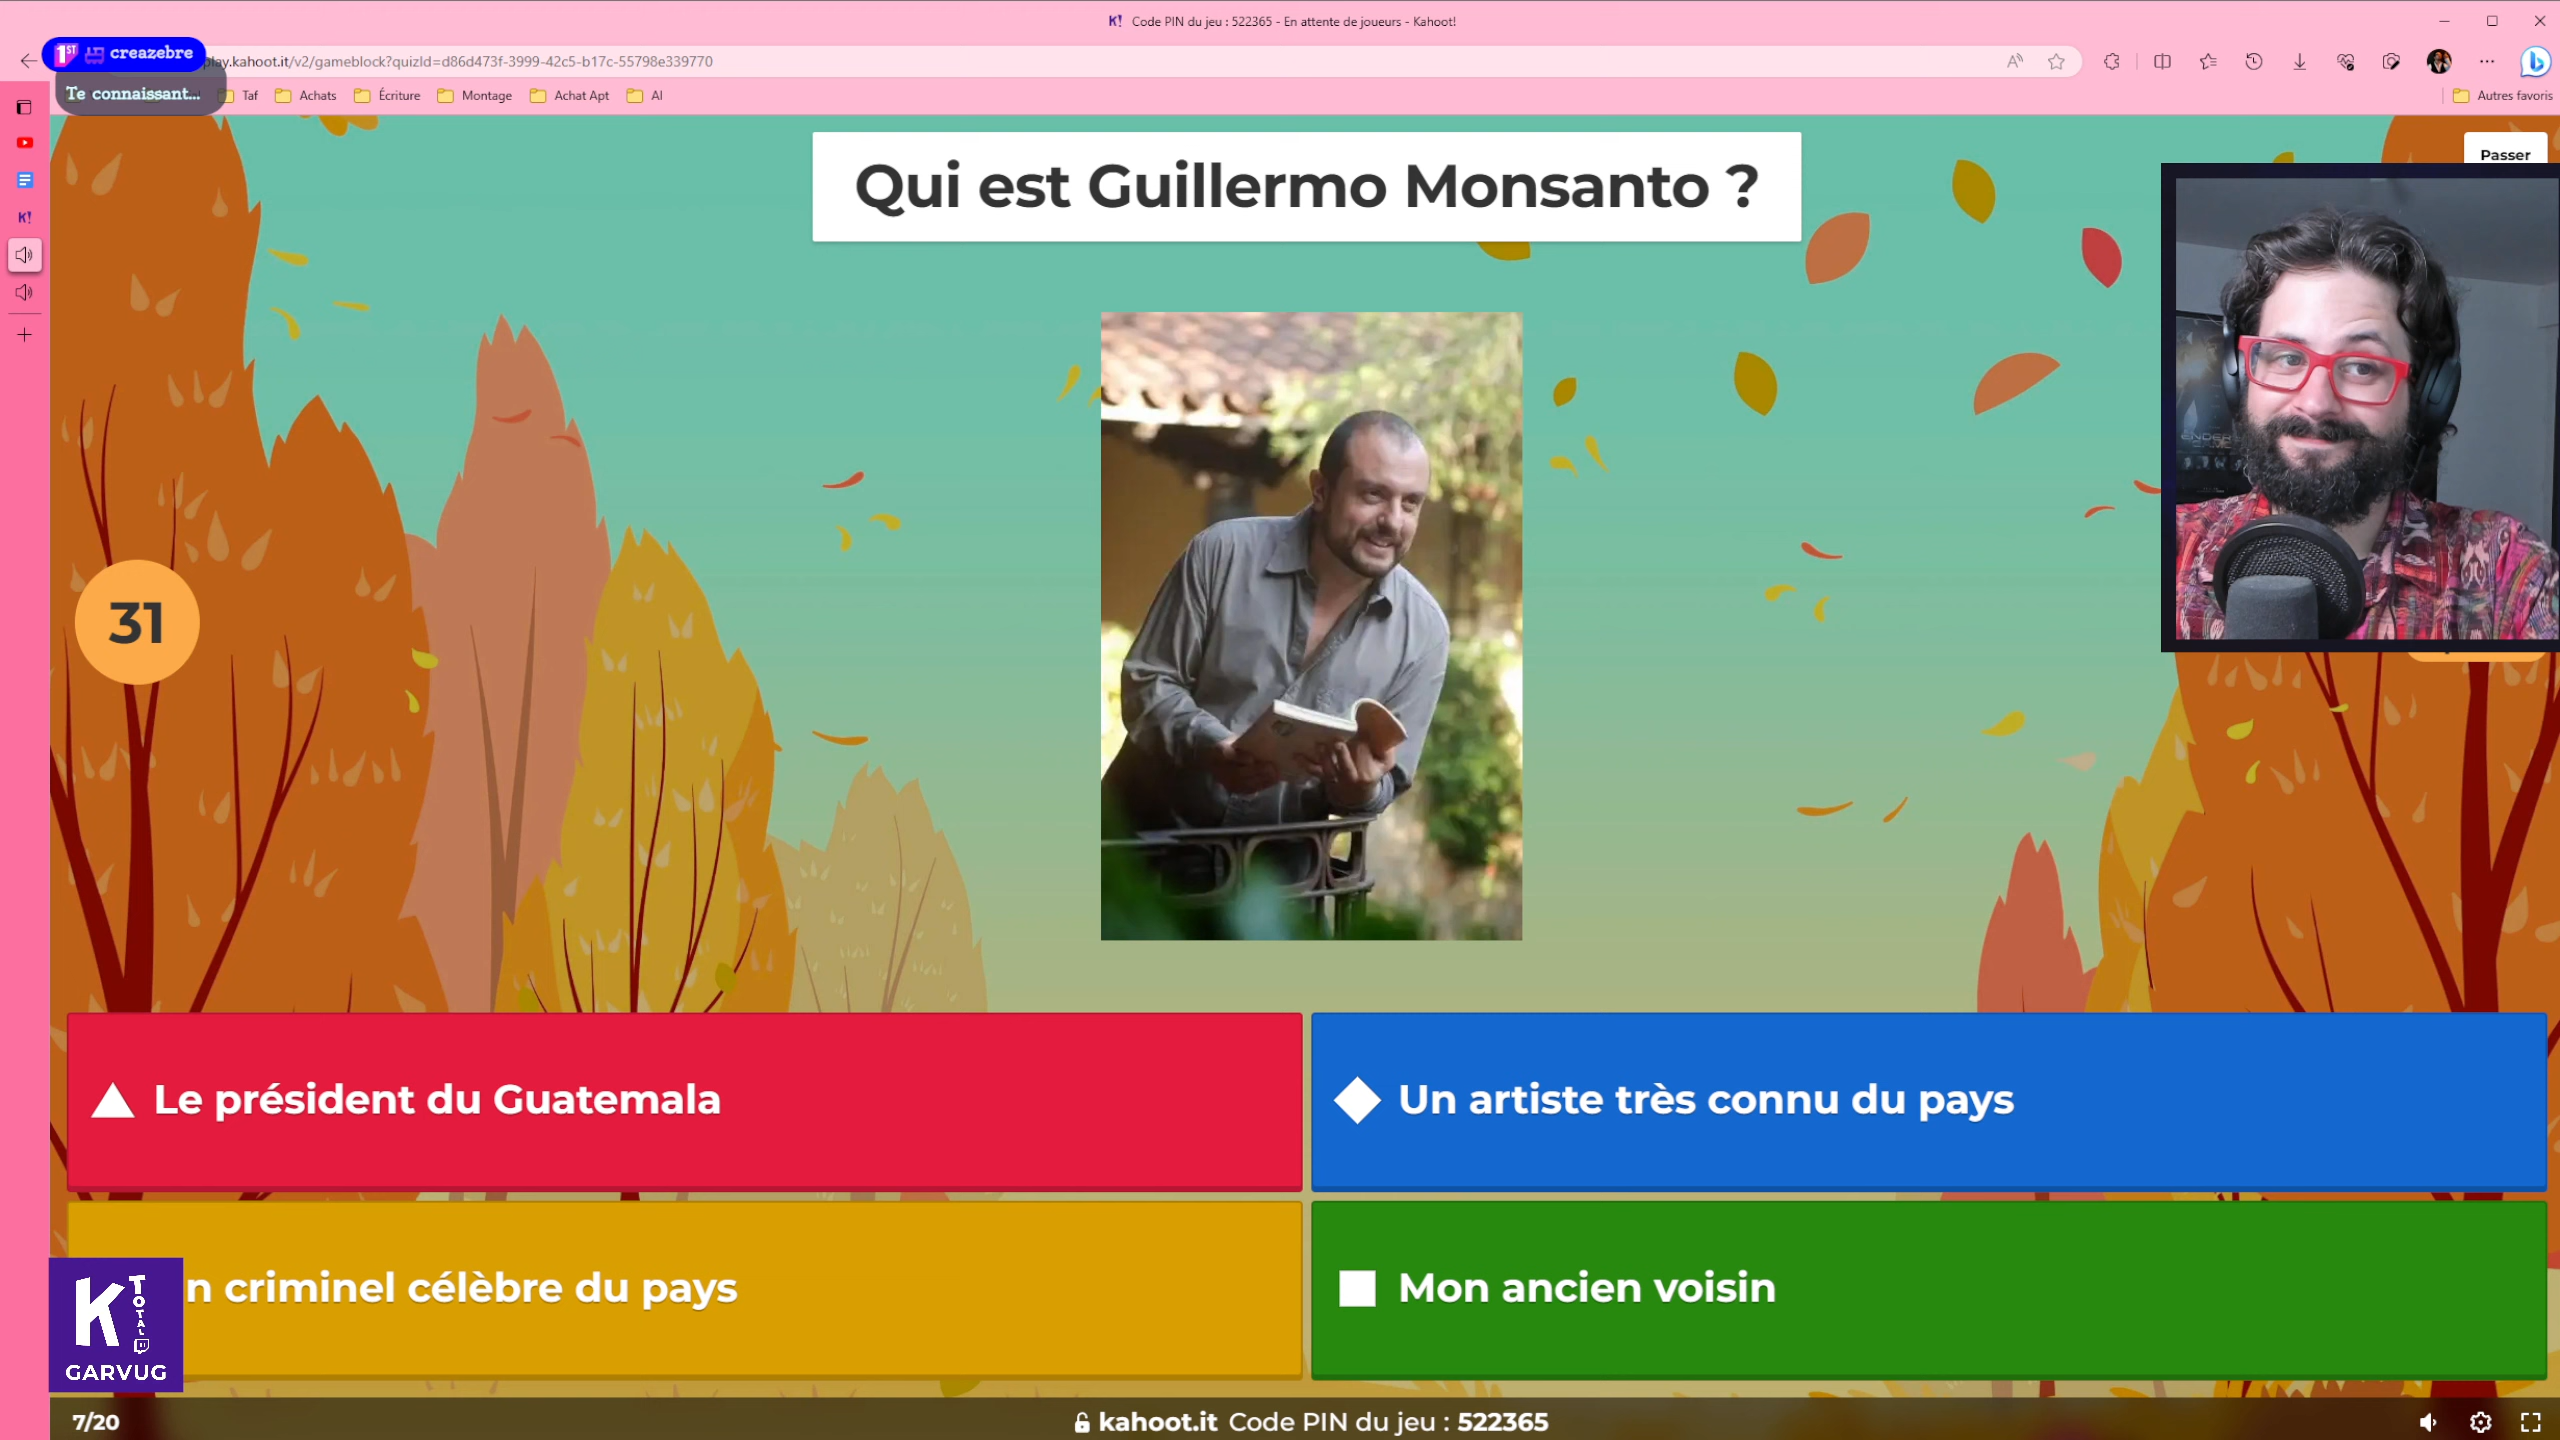 K! Code PIN du jeu : 522365 - En attente de joueurs - Kahoot!
1ST creazebre
play.kahoot.it/v2/gameblock?quizId=d86d473f-3999-42c5-b17c-55798e339770
Te connaissant...
Taf Achats Écriture Montage Achat Apt AI Autres favoris
Qui est Guillermo Monsanto ?
Passer
K!
31
Le président du Guatemala
Un artiste très connu du pays
n criminel célèbre du pays
Mon ancien voisin
K TOTAL
GARVUG
7/20
kahoot.it Code PIN du jeu : 522365